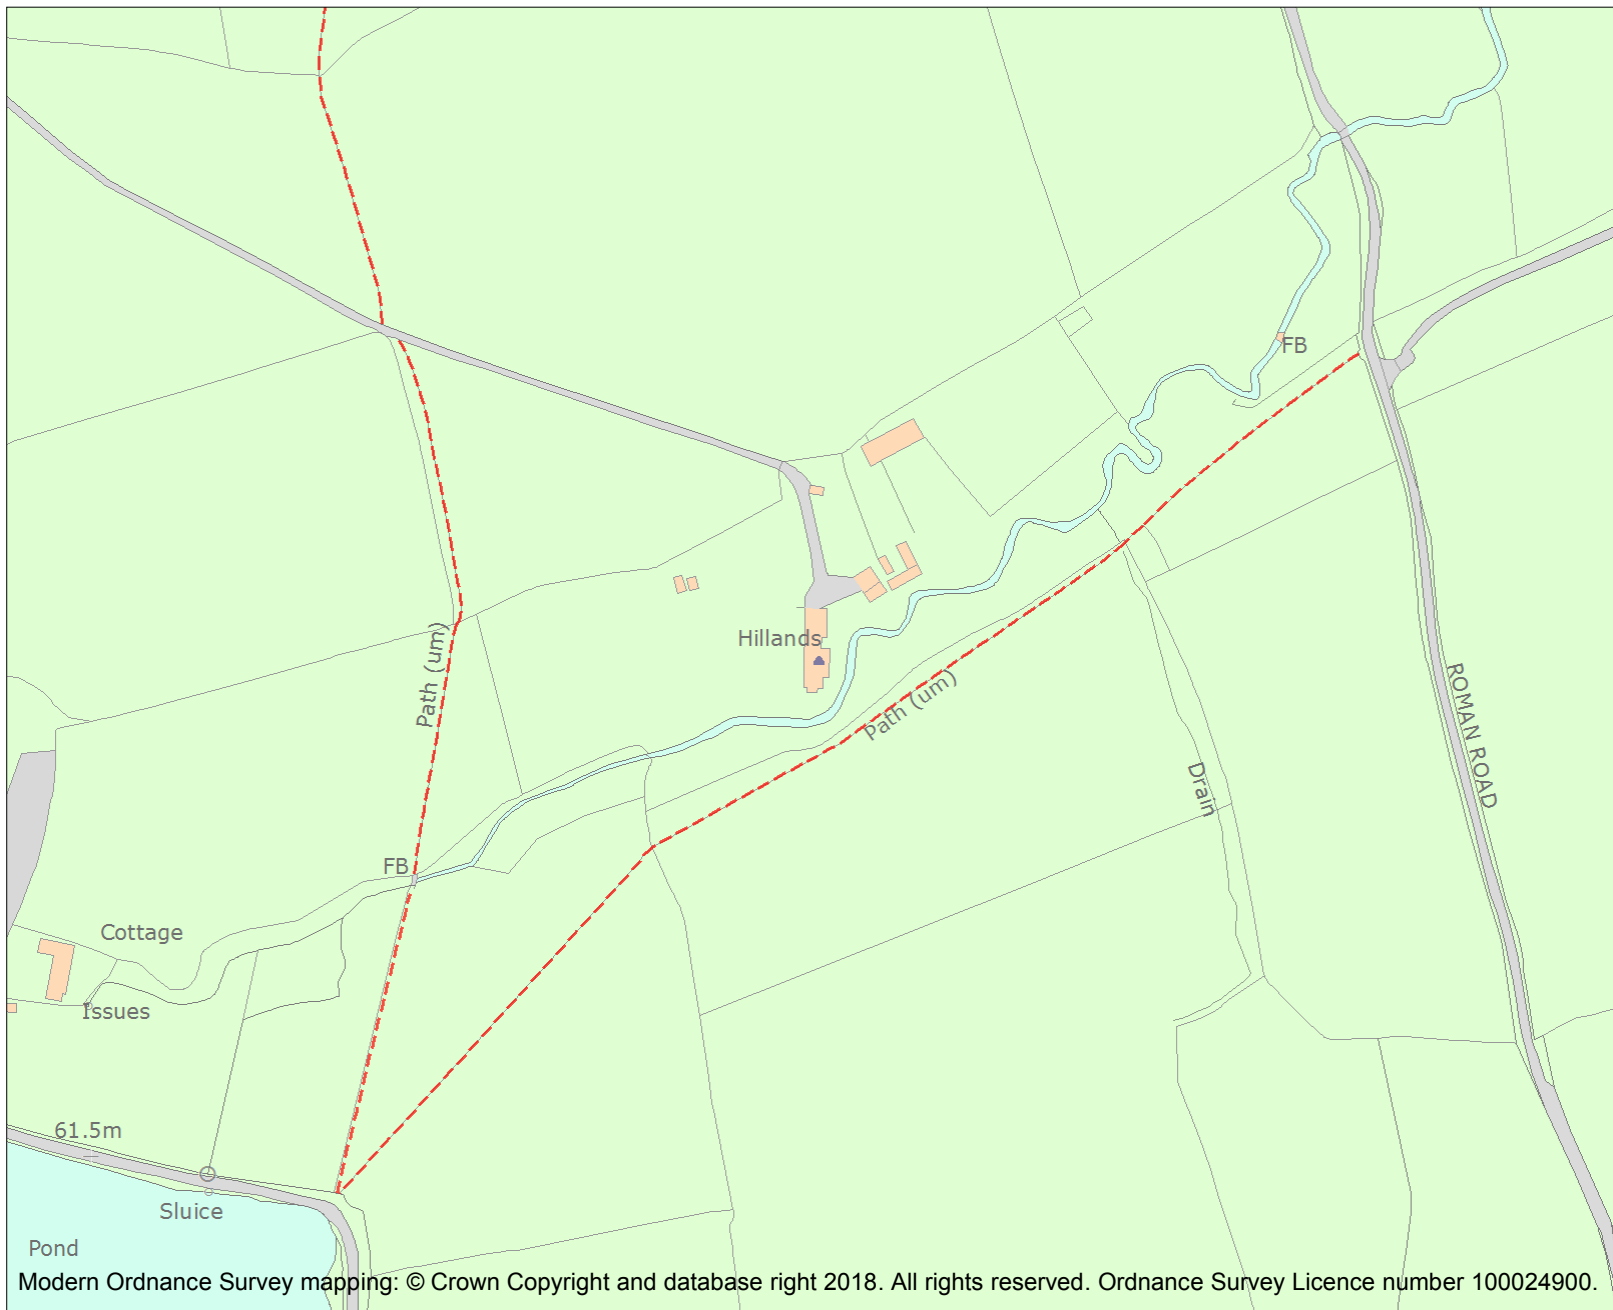 FB
Hillands
Path (um)
Path (um)
ROMAN ROAD
Drain
FB
Cottage
Issues
61.5m
Sluice
Pond
Modern Ordnance Survey mapping: © Crown Copyright and database right 2018. All rights reserved. Ordnance Survey Licence number 100024900.